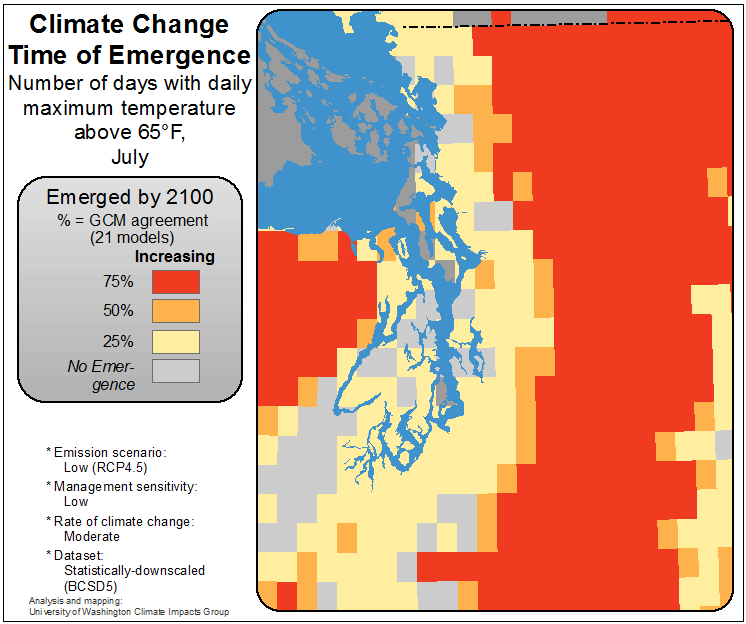 Climate Change
Time of Emergence
Number of days with daily
maximum temperature
above 65°F,
July
Emerged by 2100
% = GCM agreement
(21 models)
Increasing
75%
50%
25%
No Emer-
gence
* Emission scenario:
Low (RCP4.5)
* Management sensitivity:
Low
* Rate of climate change:
Moderate
* Dataset:
Statistically-downscaled
(BCSD5)
Analysis and mapping:
University of Washington Climate Impacts Group